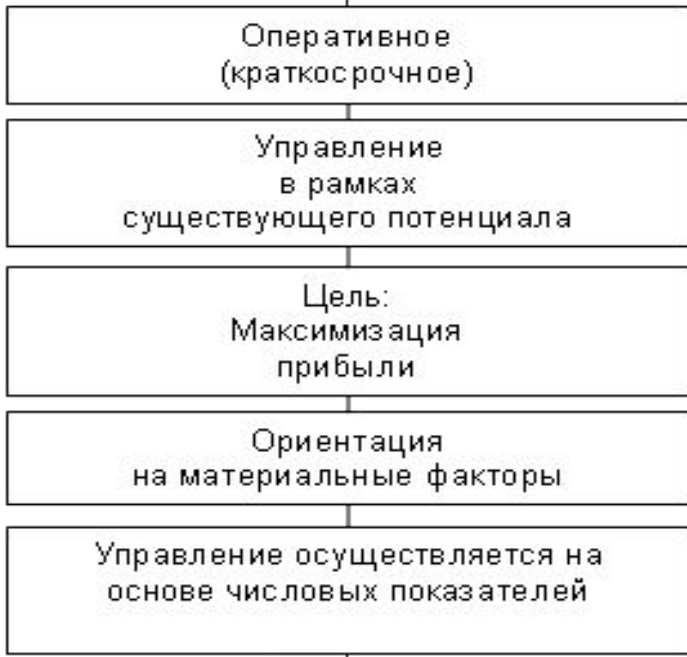 Оперативное
(краткосрочное)
Управление
в рамках
существующего потенциала
Цель:
Максимизация
прибыли
Ориентация
на материальные факторы
Управление осуществляется на
основе числовых показателей